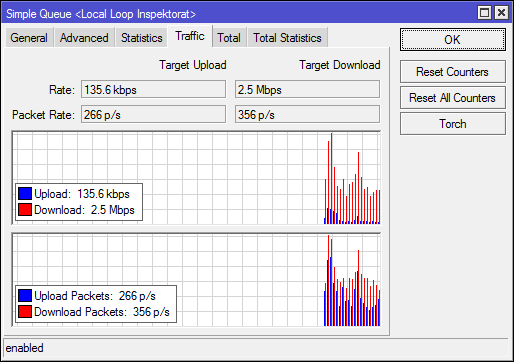 Simple Queue <Local Loop Inspektorat>
General Advanced Statistics Traffic Total Total Statistics
OK
Reset Counters
Reset All Counters
Torch
Target Upload Target Download
Rate: 135.6 kbps 2.5 Mbps
Packet Rate: 266 p/s 356 p/s
Upload: 135.6 kbps
Download: 2.5 Mbps
Upload Packets: 266 p/s
Download Packets: 356 p/s
enabled